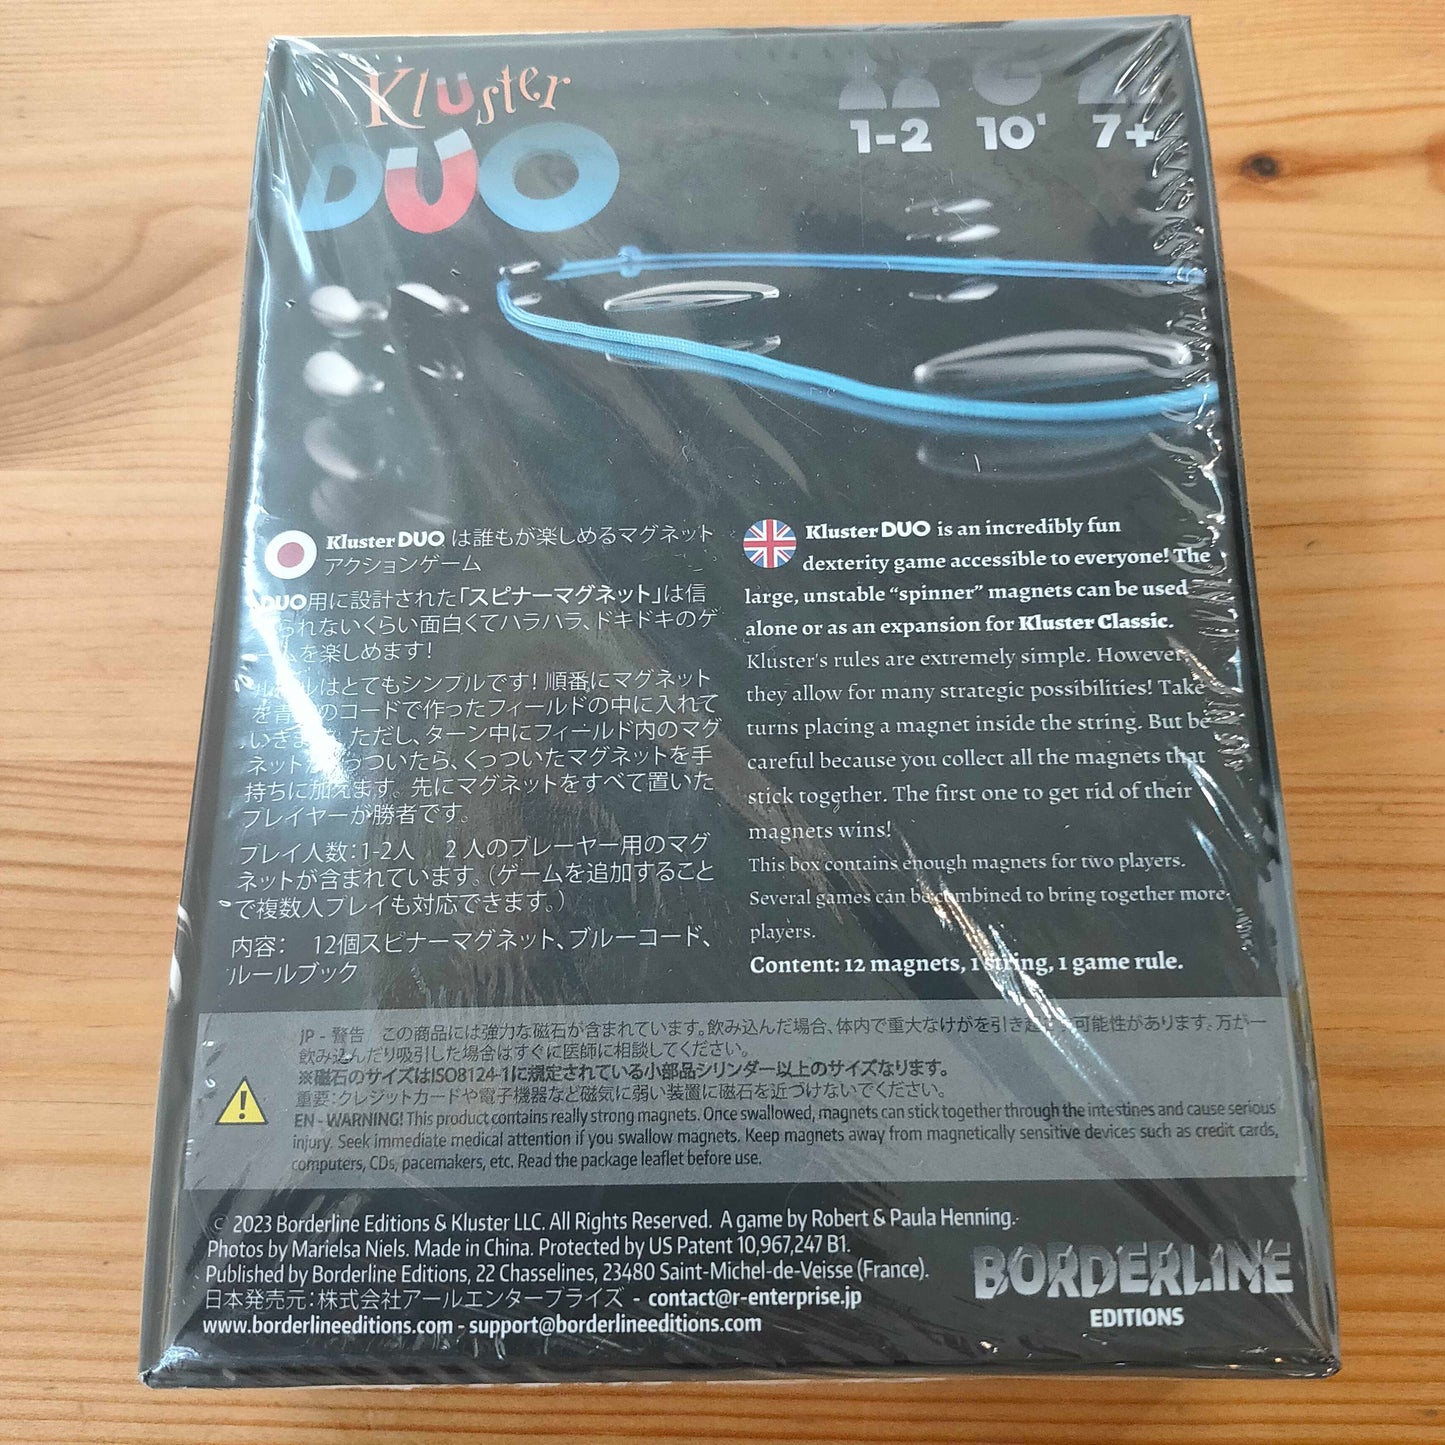 Kluster
DUO
1-2 10' 7+
Kluster DUO は誰もが楽しめるマグネット
アクションゲーム
DUO用に設計された「スピナーマグネット」は信
られないくらい面白くてハラハラ、ドキドキのゲ
ムを楽しめます!
ルはとてもシンプルです! 順番にマグネット
を青 のコードで作ったフィールドの中に入れて
いきま ただし、ターン中にフィールド内のマグ
ネットが っついたら、くっついたマグネットを手
持ちに加えます。先にマグネットをすべて置いた
プレイヤーが勝者です。
プレイ人数:1-2人 2人のプレーヤー用のマグ
ネットが含まれています。(ゲームを追加すること
で複数人プレイも対応できます。)
内容: 12個スピナーマグネット、ブルーコード、
ルールブック
Kluster DUO is an incredibly fun
dexterity game accessible to everyone! The
large, unstable “spinner” magnets can be used
alone or as an expansion for Kluster Classic.
Kluster's rules are extremely simple. However,
they allow for many strategic possibilities! Take
turns placing a magnet inside the string. But be
careful because you collect all the magnets that
stick together. The first one to get rid of their
magnets wins!
This box contains enough magnets for two players.
Several games can be combined to bring together more
players.
Content: 12 magnets, 1 string, 1 game rule.
JP - 警告 この商品には強力な磁石が含まれています。飲み込んだ場合、体内で重大なけがを引き起 可能性があります。万が一
飲み込んだり吸引した場合はすぐに医師に相談してください。
※磁石のサイズはISO8124-1に規定されている小部品シリンダー以上のサイズなります。
重要:クレジットカードや電子機器など磁気に弱い装置に磁石を近づけないでください。
EN - WARNING! This product contains really strong magnets. Once swallowed, magnets can stick together through the intestines and cause serious
injury. Seek immediate medical attention if you swallow magnets. Keep magnets away from magnetically sensitive devices such as credit cards,
computers, CDs, pacemakers, etc. Read the package leaflet before use.
© 2023 Borderline Editions & Kluster LLC. All Rights Reserved. A game by Robert & Paula Henning.
Photos by Marielsa Niels. Made in China. Protected by US Patent 10,967,247 B1.
Published by Borderline Editions, 22 Chasselines, 23480 Saint-Michel-de-Veisse (France).
日本発売元:株式会社アールエンタープライズ - contact@r-enterprise.jp
www.borderlineeditions.com - support@borderlineeditions.com
BORDERLINE
EDITIONS